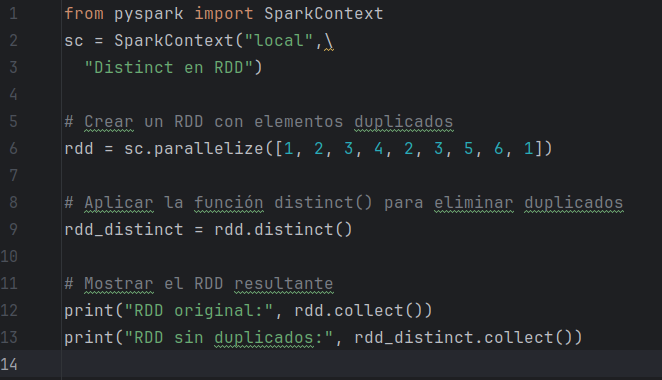 1 from pyspark import SparkContext
2 sc = SparkContext("local",\
3   "Distinct en RDD")
4
5 # Crear un RDD con elementos duplicados
6 rdd = sc.parallelize([1, 2, 3, 4, 2, 3, 5, 6, 1])
7
8 # Aplicar la función distinct() para eliminar duplicados
9 rdd_distinct = rdd.distinct()
10
11 # Mostrar el RDD resultante
12 print("RDD original:", rdd.collect())
13 print("RDD sin duplicados:", rdd_distinct.collect())
14